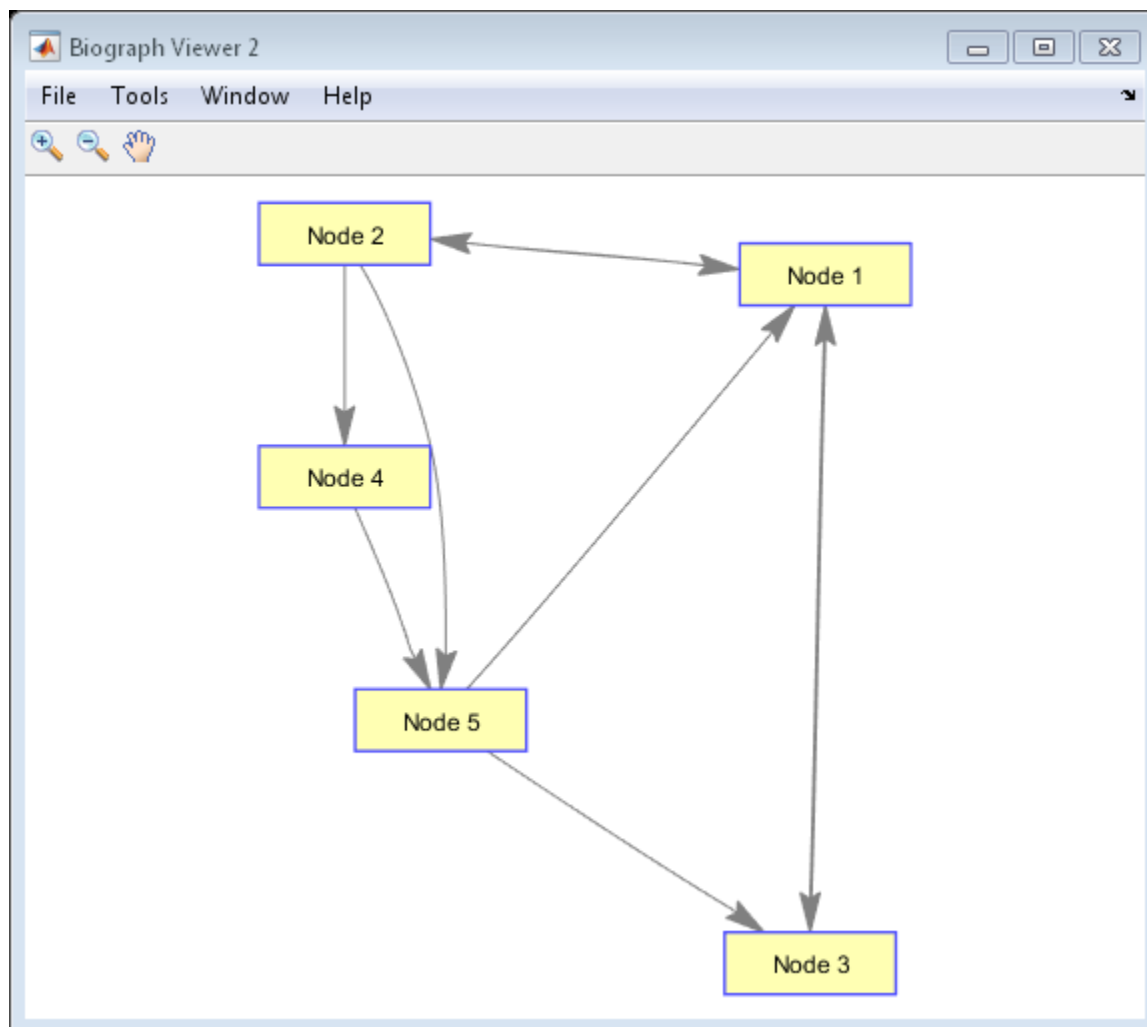 Biograph Viewer 2
File Tools Window Help
Node 2
Node 1
Node 4
Node 5
Node 3